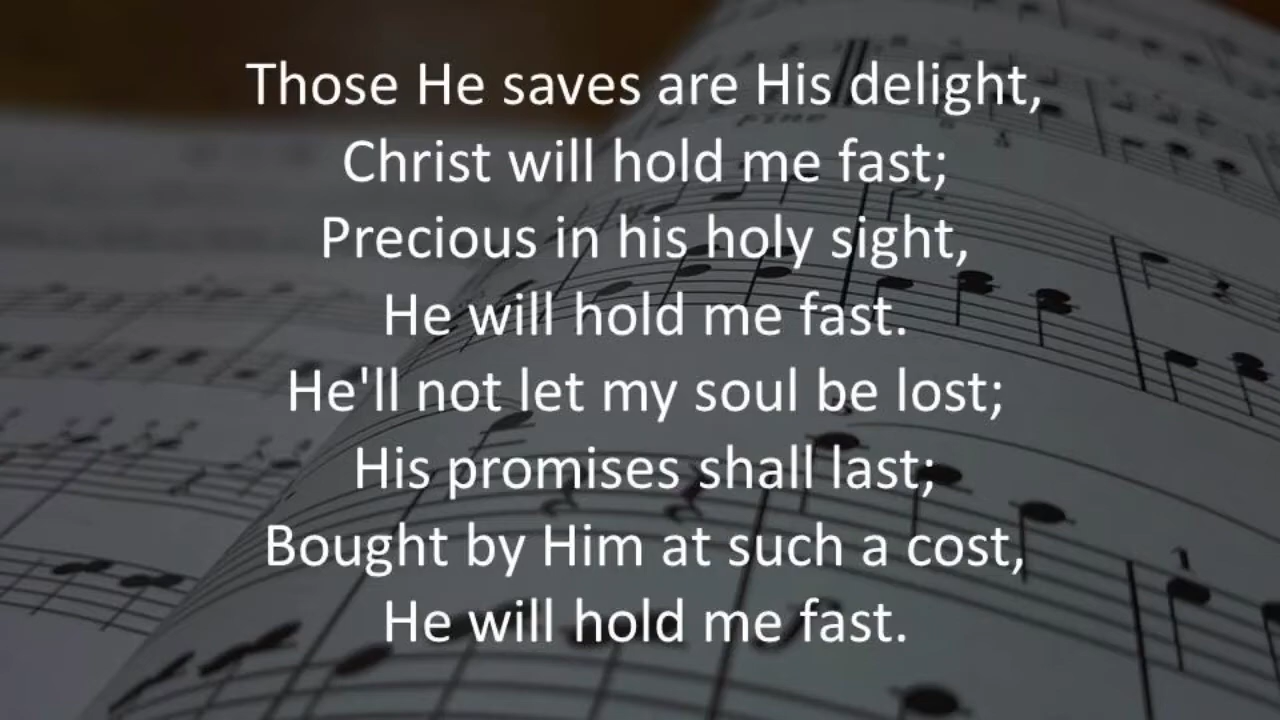 Those He saves are His delight,
Christ will hold me fast;
Precious in his holy sight,
He will hold me fast.
He'll not let my soul be lost;
His promises shall last;
Bought by Him at such a cost,
He will hold me fast.
FINE